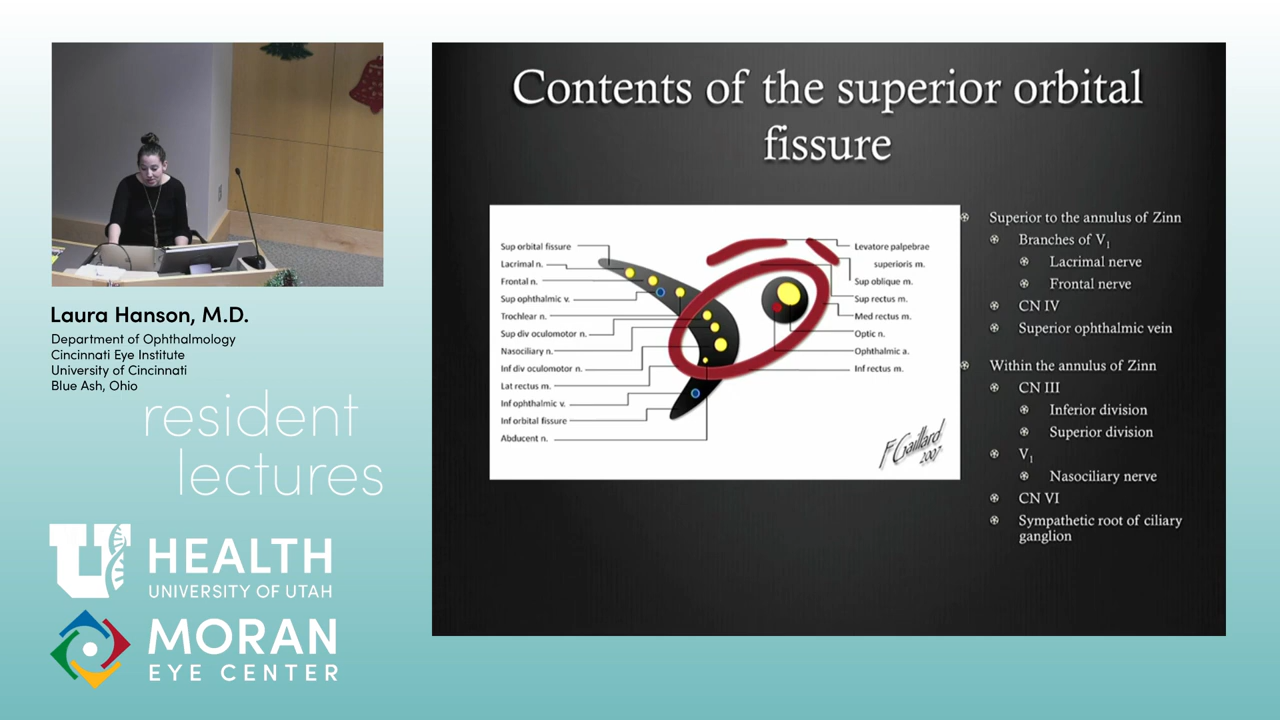 Laura Hanson, M.D.
Department of Ophthalmology
Cincinnati Eye Institute
University of Cincinnati
Blue Ash, Ohio
resident
lectures
U
HEALTH
UNIVERSITY OF UTAH
MORAN
EYE CENTER
Contents of the superior orbital
fissure
Sup orbital fissure
Lacrimal n.
Frontal n.
Sup ophthalmic v.
Trochlear n.
Sup div oculomotor n.
Nasociliary n.
Inf div oculomotor n.
Lat rectus m.
Inf ophthalmic v.
Inf orbital fissure
Abducent n.
Levatore palpebrae
superioris m.
Sup oblique m.
Sup rectus m.
Med rectus m.
Optic n.
Ophthalmic a.
Inf rectus m.
F Gaillard
2007
Superior to the annulus of Zinn
Branches of V₁
Lacrimal nerve
Frontal nerve
CN IV
Superior ophthalmic vein
Within the annulus of Zinn
CN III
Inferior division
Superior division
V₁
Nasociliary nerve
CN VI
Sympathetic root of ciliary
ganglion